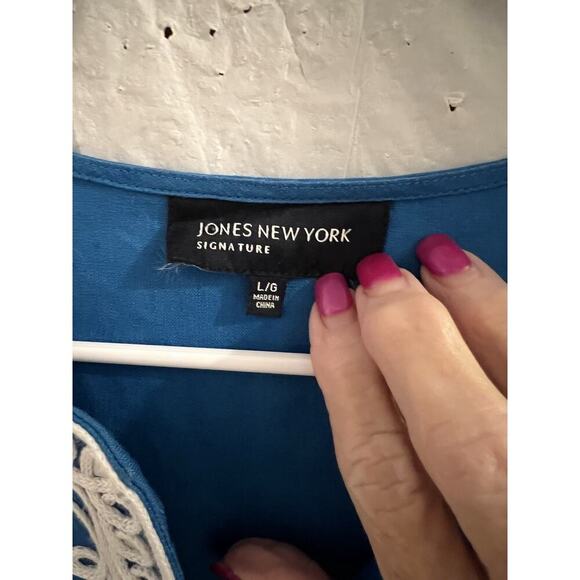 JONES NEW YORK
SIGNATURE
L/G
MADE IN
CHINA